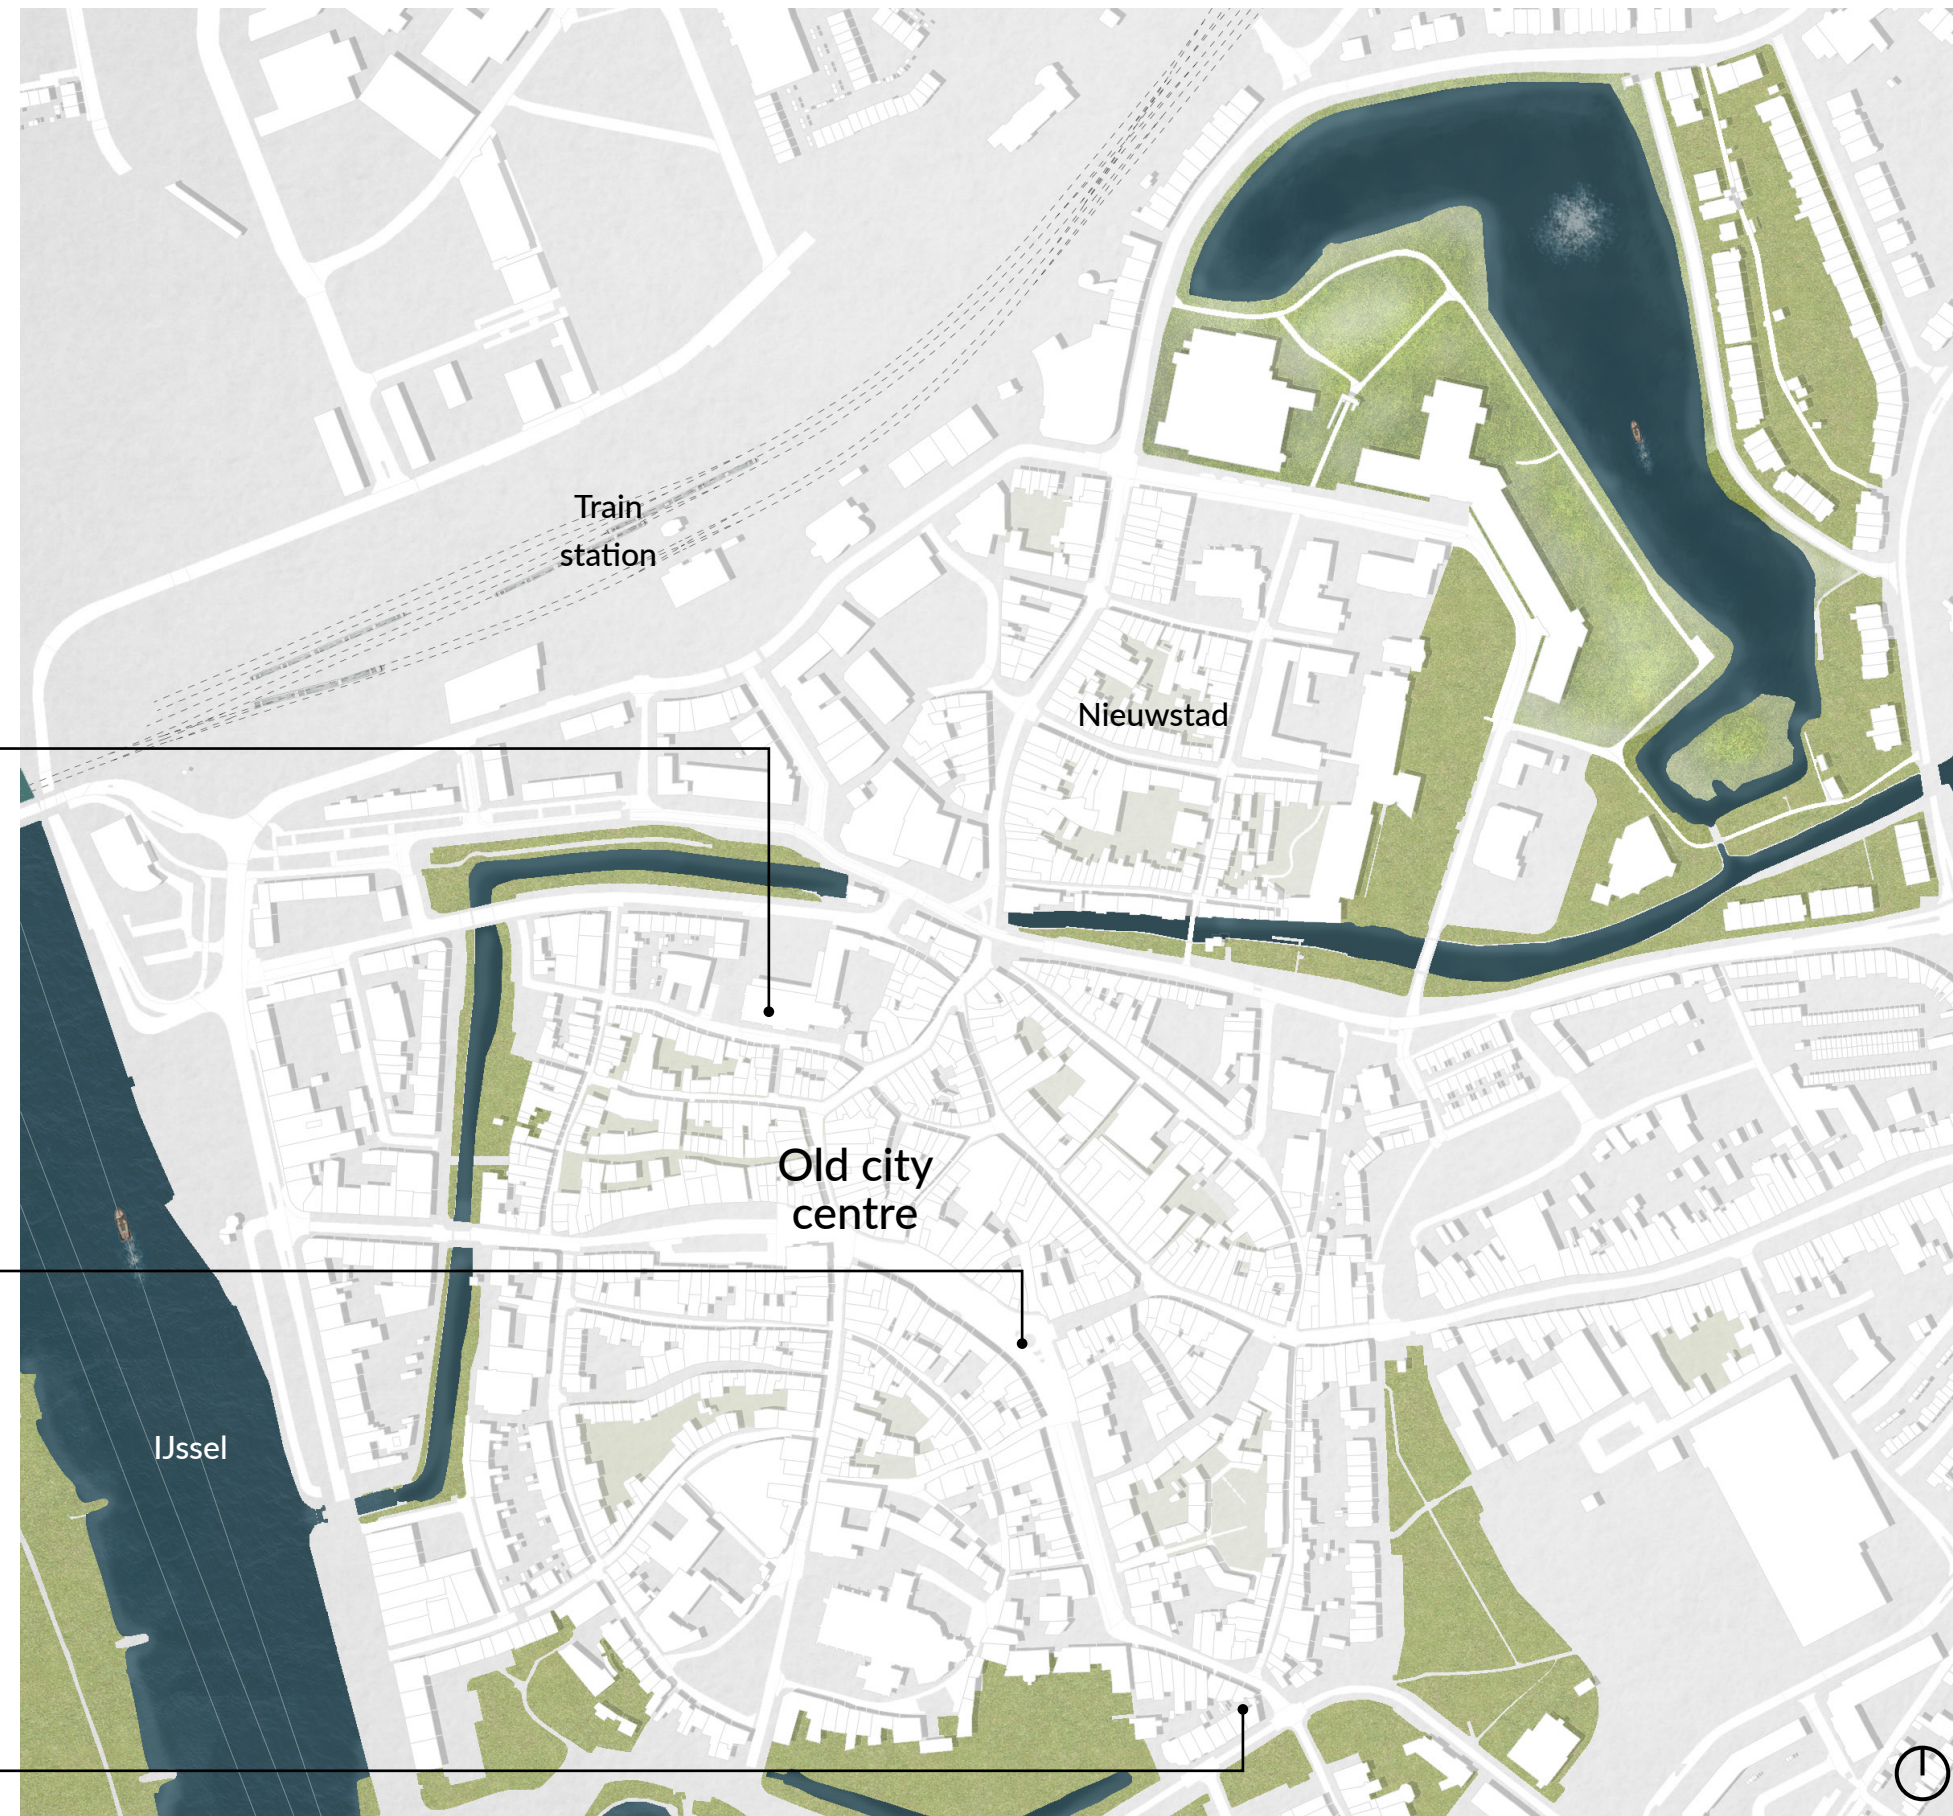 Train
station
Nieuwstad
Old city
centre
IJssel